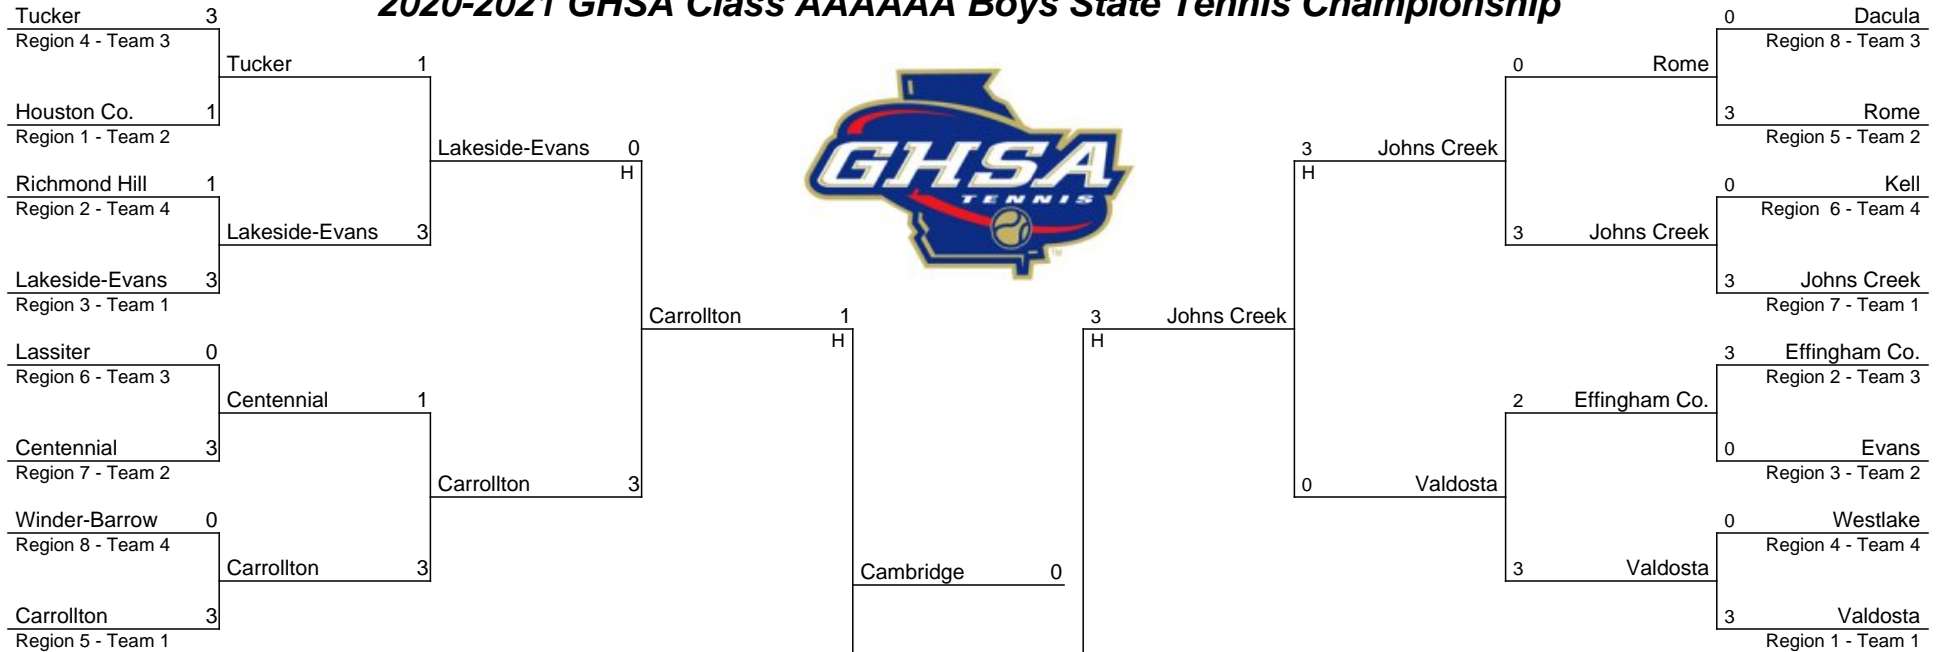 2020-2021 GHSA Class AAAAAA Boys State Tennis Championship
Tucker 3
Region 4 - Team 3
Tucker 1
Houston Co. 1
Region 1 - Team 2
Lakeside-Evans 0
H
Richmond Hill 1
Region 2 - Team 4
Lakeside-Evans 3
Lakeside-Evans 3
Region 3 - Team 1
Carrollton 1
H
Lassiter 0
Region 6 - Team 3
Centennial 1
Centennial 3
Region 7 - Team 2
Carrollton 3
Winder-Barrow 0
Region 8 - Team 4
Carrollton 3
Carrollton 3
Region 5 - Team 1
Cambridge 0
GHSA
TENNIS
TM
0 Dacula
Region 8 - Team 3
0 Rome
3 Rome
Region 5 - Team 2
3 Johns Creek
H
0 Kell
Region 6 - Team 4
3 Johns Creek
3 Johns Creek
Region 7 - Team 1
3 Johns Creek
H
3 Effingham Co.
Region 2 - Team 3
2 Effingham Co.
0 Evans
Region 3 - Team 2
0 Valdosta
0 Westlake
Region 4 - Team 4
3 Valdosta
3 Valdosta
Region 1 - Team 1